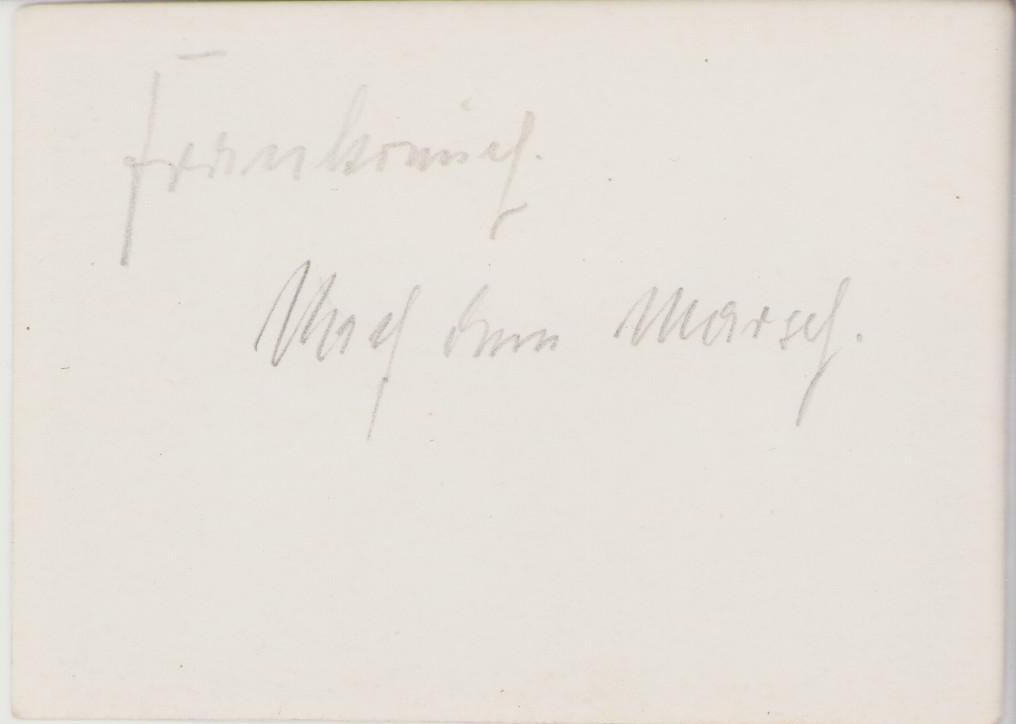 Frankreich.
Nach dem Marsch.